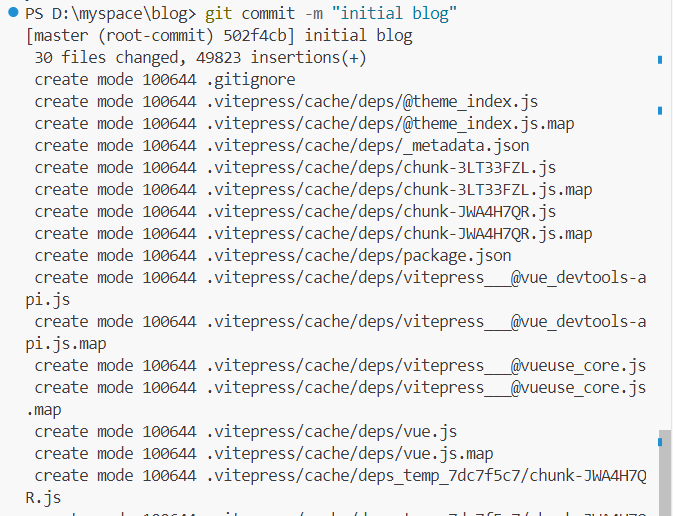 PS D:\myspace\blog> git commit -m "initial blog"
[master (root-commit) 502f4cb] initial blog
 30 files changed, 49823 insertions(+)
 create mode 100644 .gitignore
 create mode 100644 .vitepress/cache/deps/@theme_index.js
 create mode 100644 .vitepress/cache/deps/@theme_index.js.map
 create mode 100644 .vitepress/cache/deps/_metadata.json
 create mode 100644 .vitepress/cache/deps/chunk-3LT33FZL.js
 create mode 100644 .vitepress/cache/deps/chunk-3LT33FZL.js.map
 create mode 100644 .vitepress/cache/deps/chunk-JWA4H7QR.js
 create mode 100644 .vitepress/cache/deps/chunk-JWA4H7QR.js.map
 create mode 100644 .vitepress/cache/deps/package.json
 create mode 100644 .vitepress/cache/deps/vitepress___@vue_devtools-a
pi.js
 create mode 100644 .vitepress/cache/deps/vitepress___@vue_devtools-a
pi.js.map
 create mode 100644 .vitepress/cache/deps/vitepress___@vueuse_core.js
 create mode 100644 .vitepress/cache/deps/vitepress___@vueuse_core.js
.map
 create mode 100644 .vitepress/cache/deps/vue.js
 create mode 100644 .vitepress/cache/deps/vue.js.map
 create mode 100644 .vitepress/cache/deps_temp_7dc7f5c7/chunk-JWA4H7Q
R.js